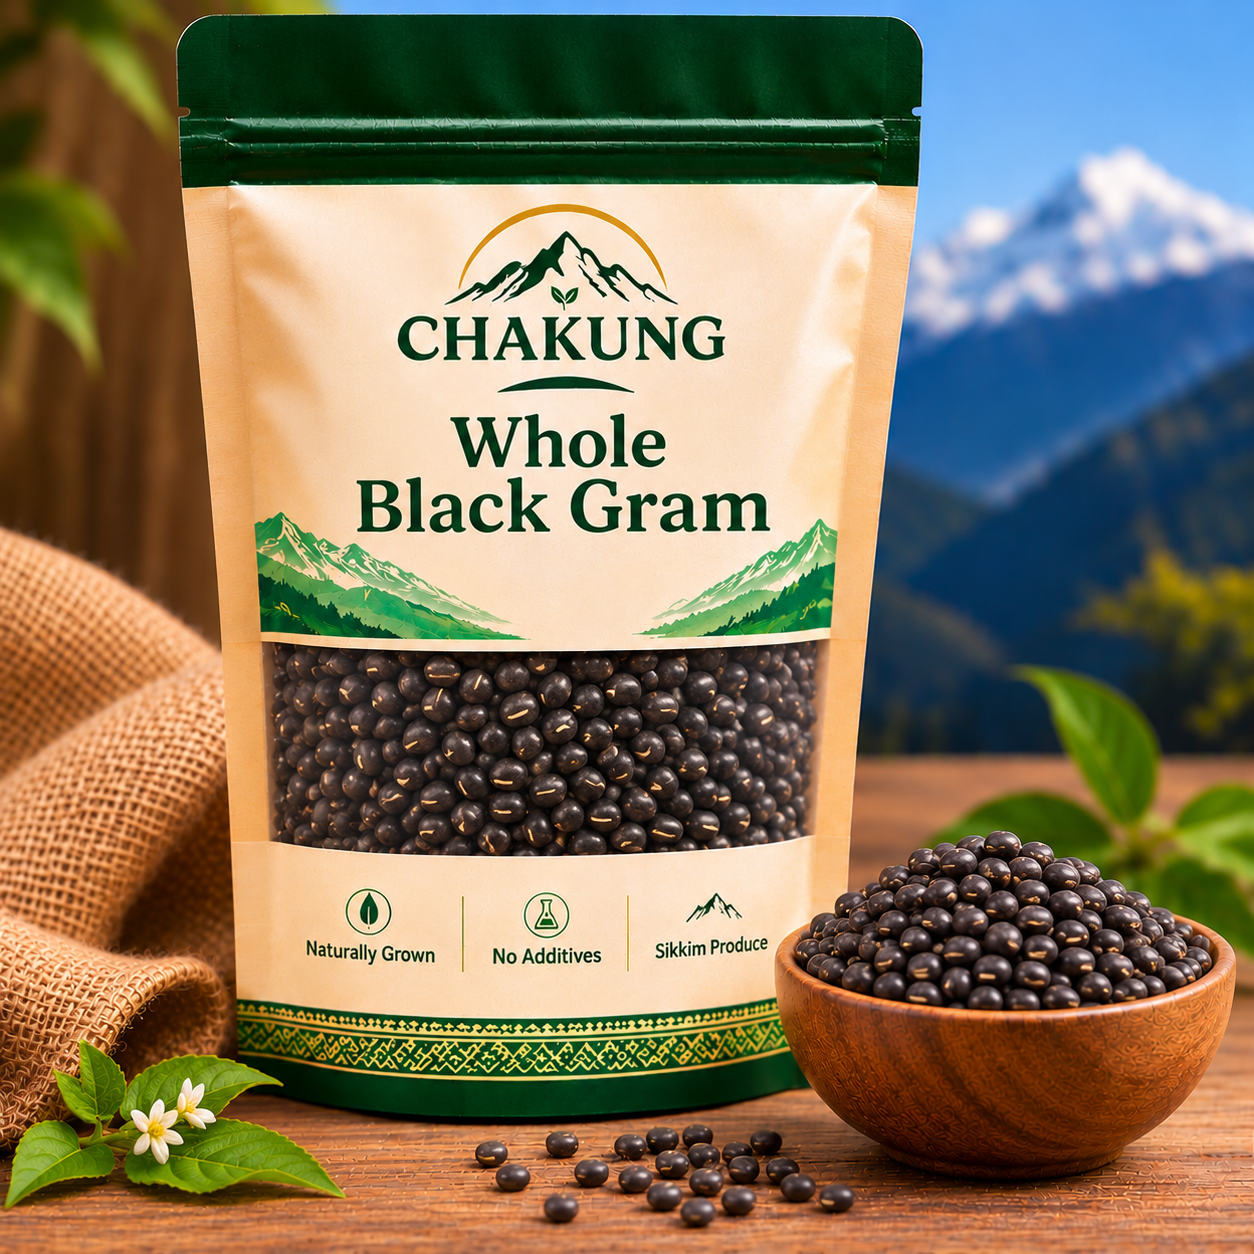 CHAKUNG
Whole
Black Gram
Naturally Grown
No Additives
Sikkim Produce